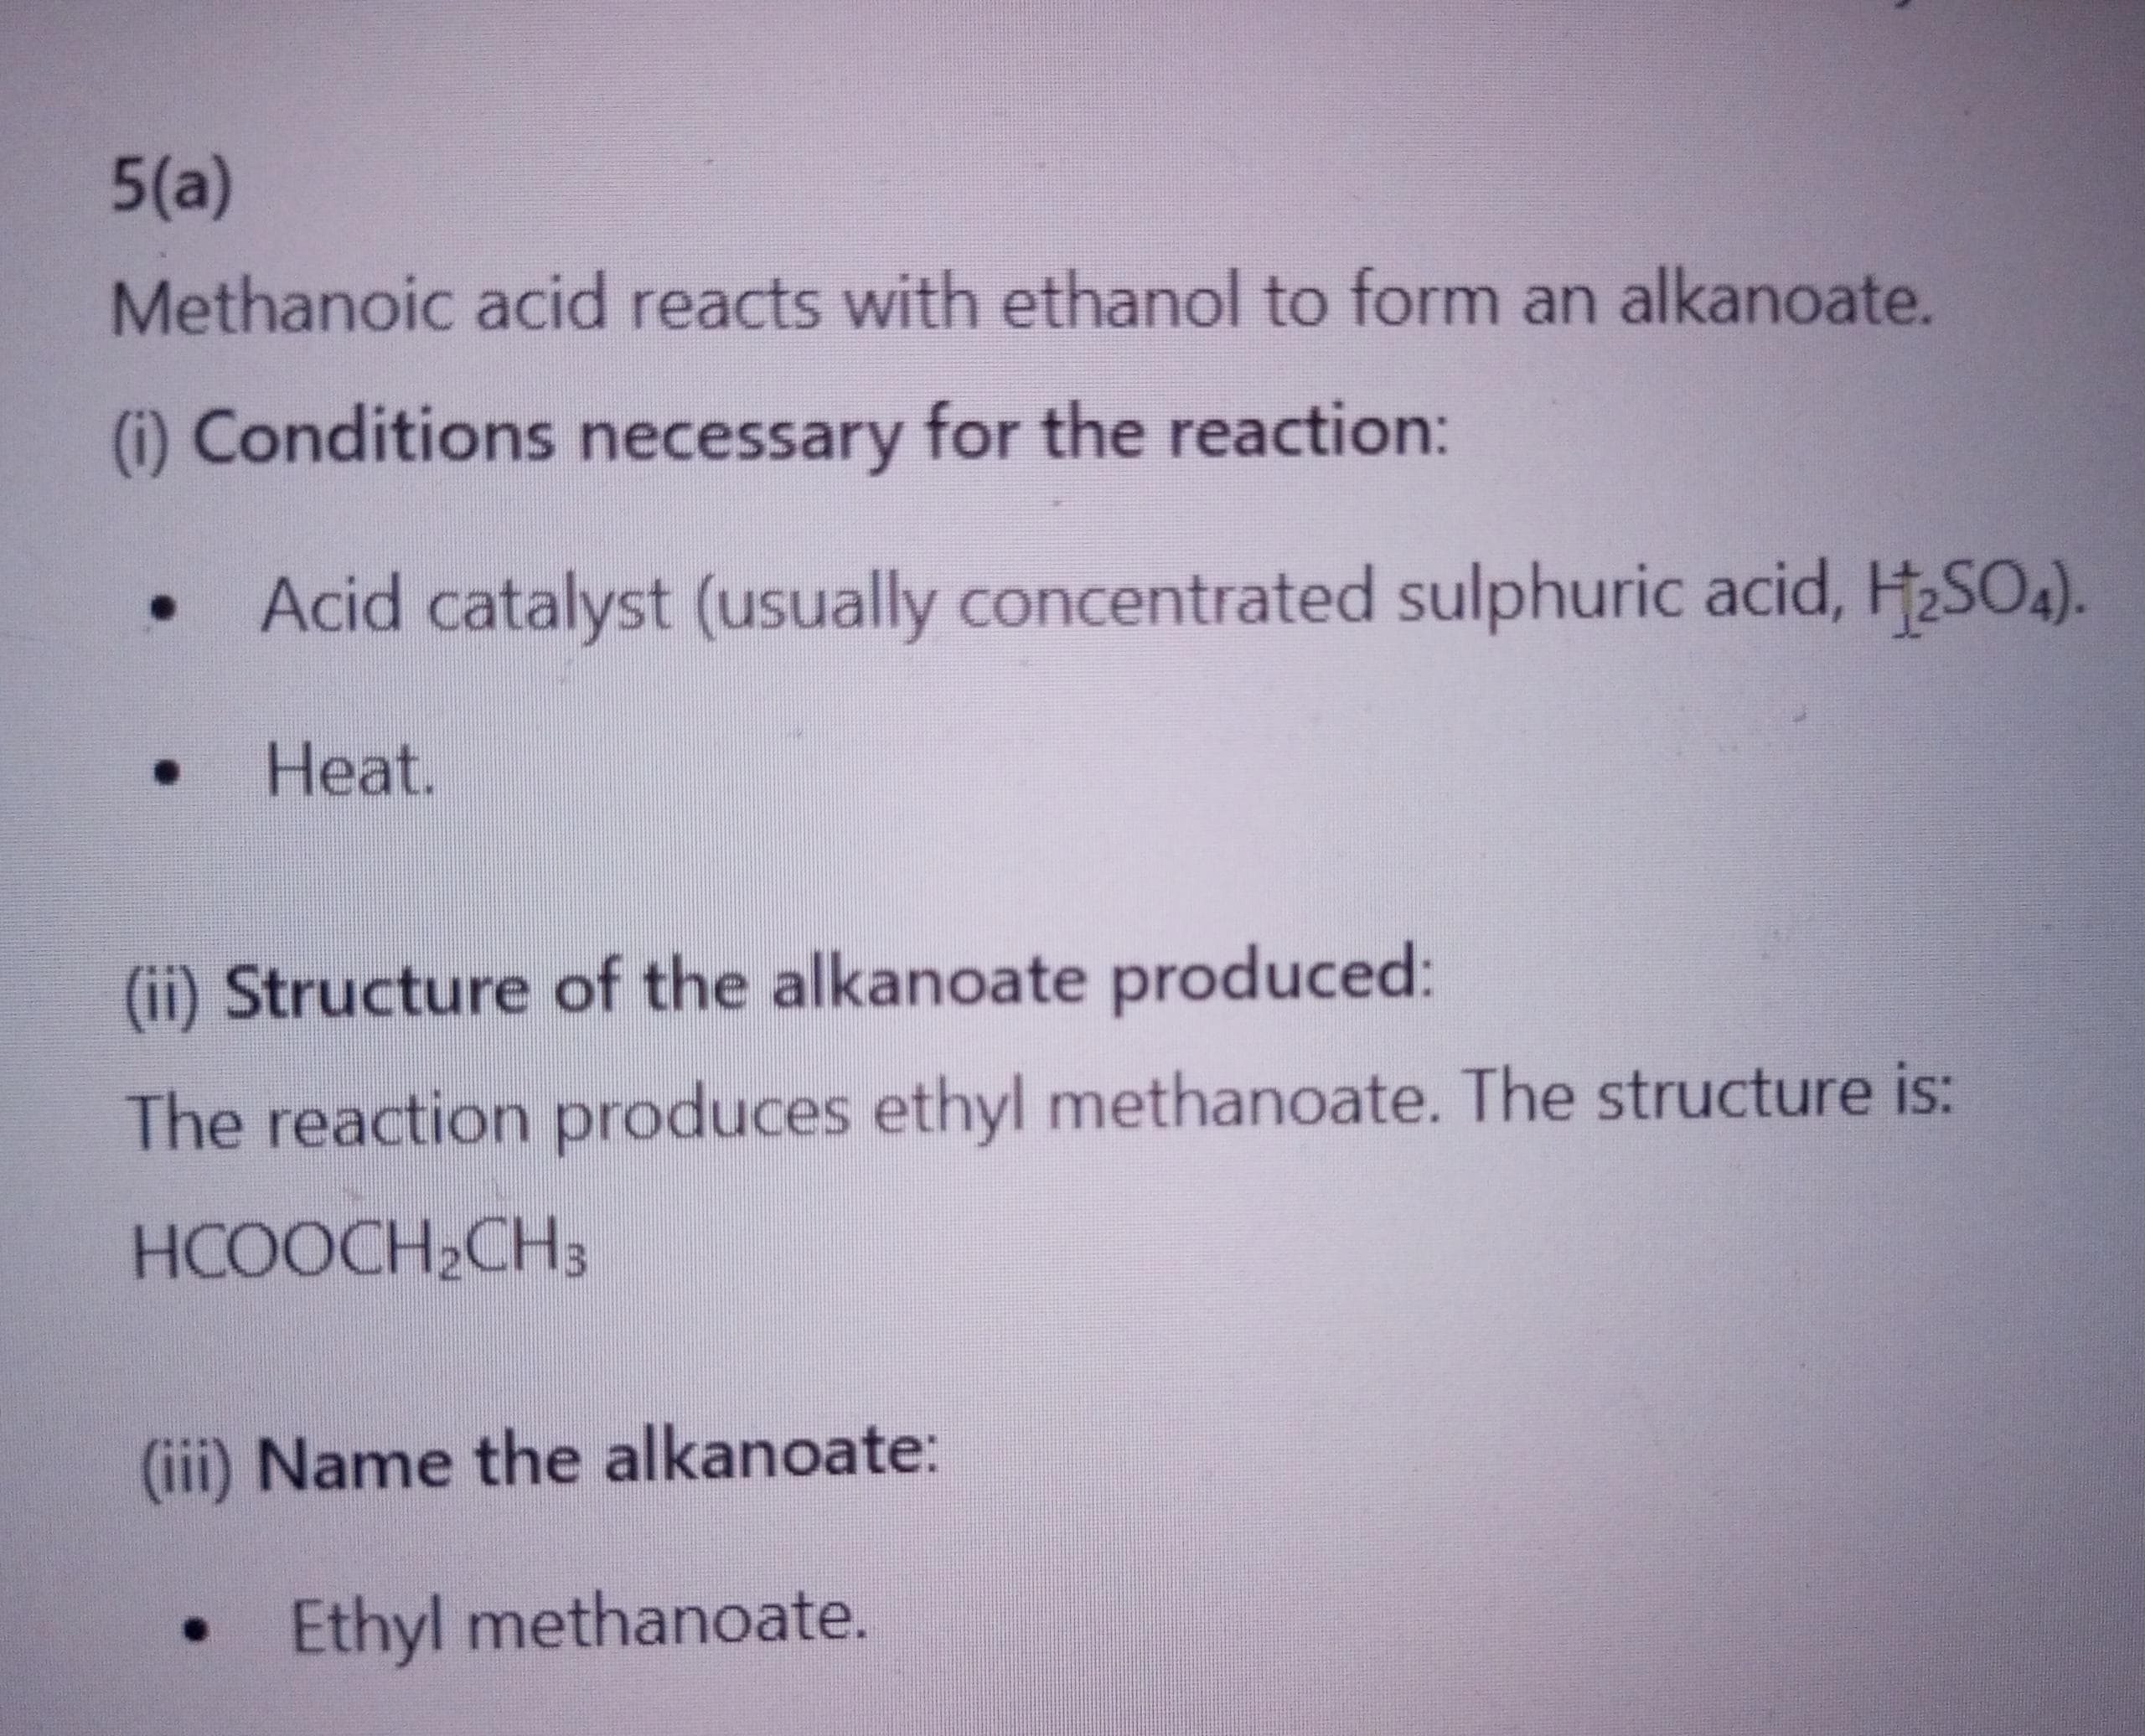 5(a)
Methanoic acid reacts with ethanol to form an alkanoate.
(i) Conditions necessary for the reaction:
• Acid catalyst (usually concentrated sulphuric acid, H₂SO₄).
• Heat.
(ii) Structure of the alkanoate produced:
The reaction produces ethyl methanoate. The structure is:
HCOOCH₂CH₃
(iii) Name the alkanoate:
• Ethyl methanoate.